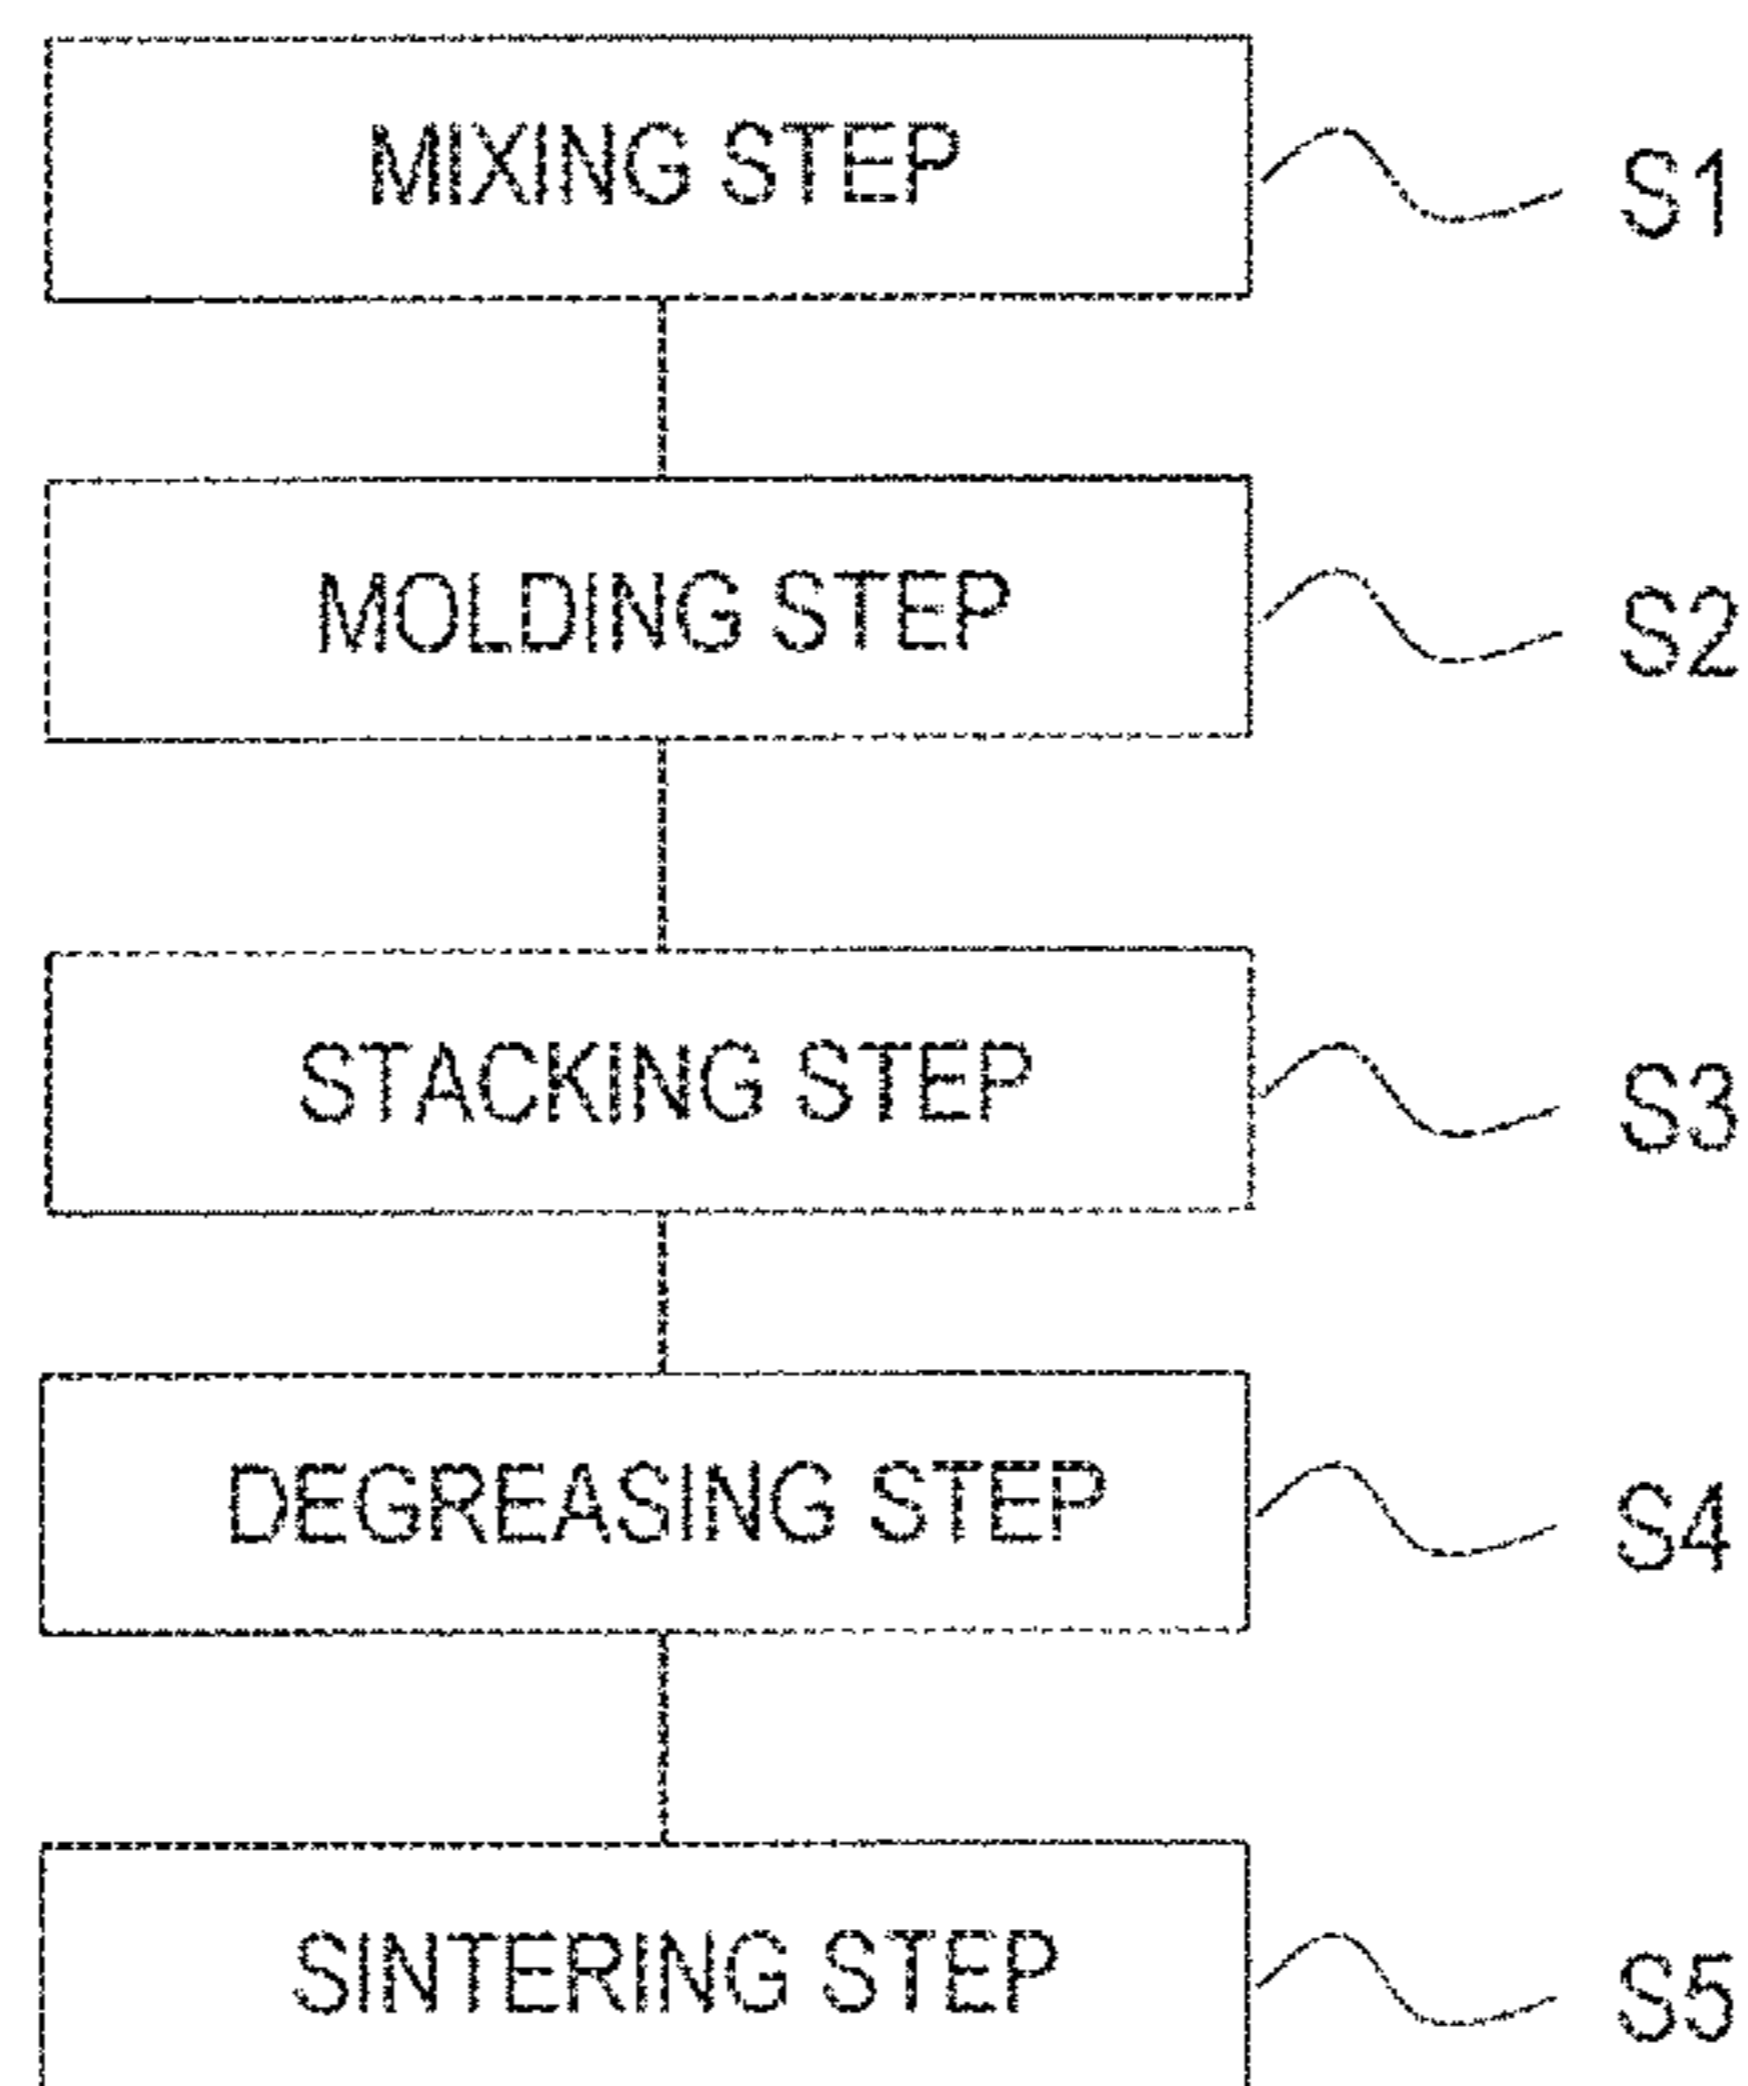 MIXING STEP S1
MOLDING STEP S2
STACKING STEP S3
DEGREASING STEP S4
SINTERING STEP S5